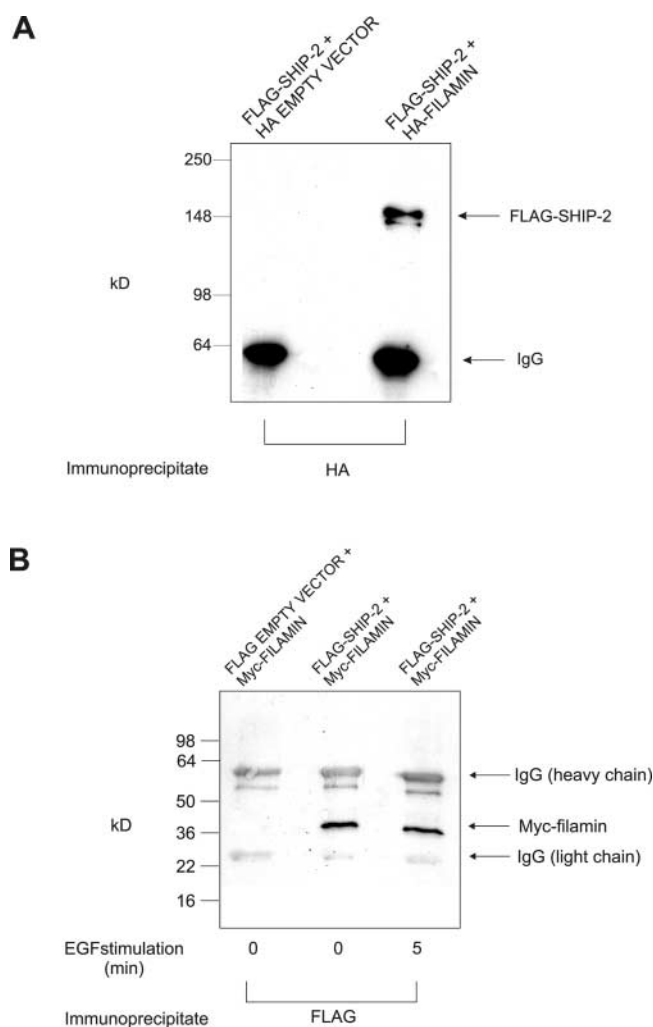 A
FLAG-SHIP-2 +
HA EMPTY VECTOR
FLAG-SHIP-2 +
HA-FILAMIN
250
148
FLAG-SHIP-2
kD
98
64
IgG
Immunoprecipitate
HA
B
FLAG EMPTY VECTOR +
Myc-FILAMIN
FLAG-SHIP-2 +
Myc-FILAMIN
FLAG-SHIP-2 +
Myc-FILAMIN
98
64
IgG (heavy chain)
50
kD
36
Myc-filamin
22
IgG (light chain)
16
EGFstimulation
(min)
0
0
5
Immunoprecipitate
FLAG